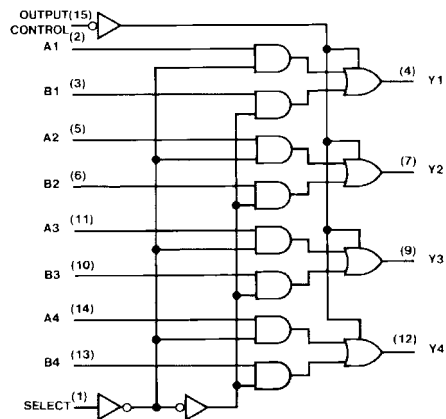 OUTPUT (15)
CONTROL
(2)
A1
(4)
Y1
(3)
B1
(5)
A2
(7)
Y2
(6)
B2
(11)
A3
(9)
Y3
(10)
B3
(14)
A4
(12)
Y4
(13)
B4
SELECT (1)